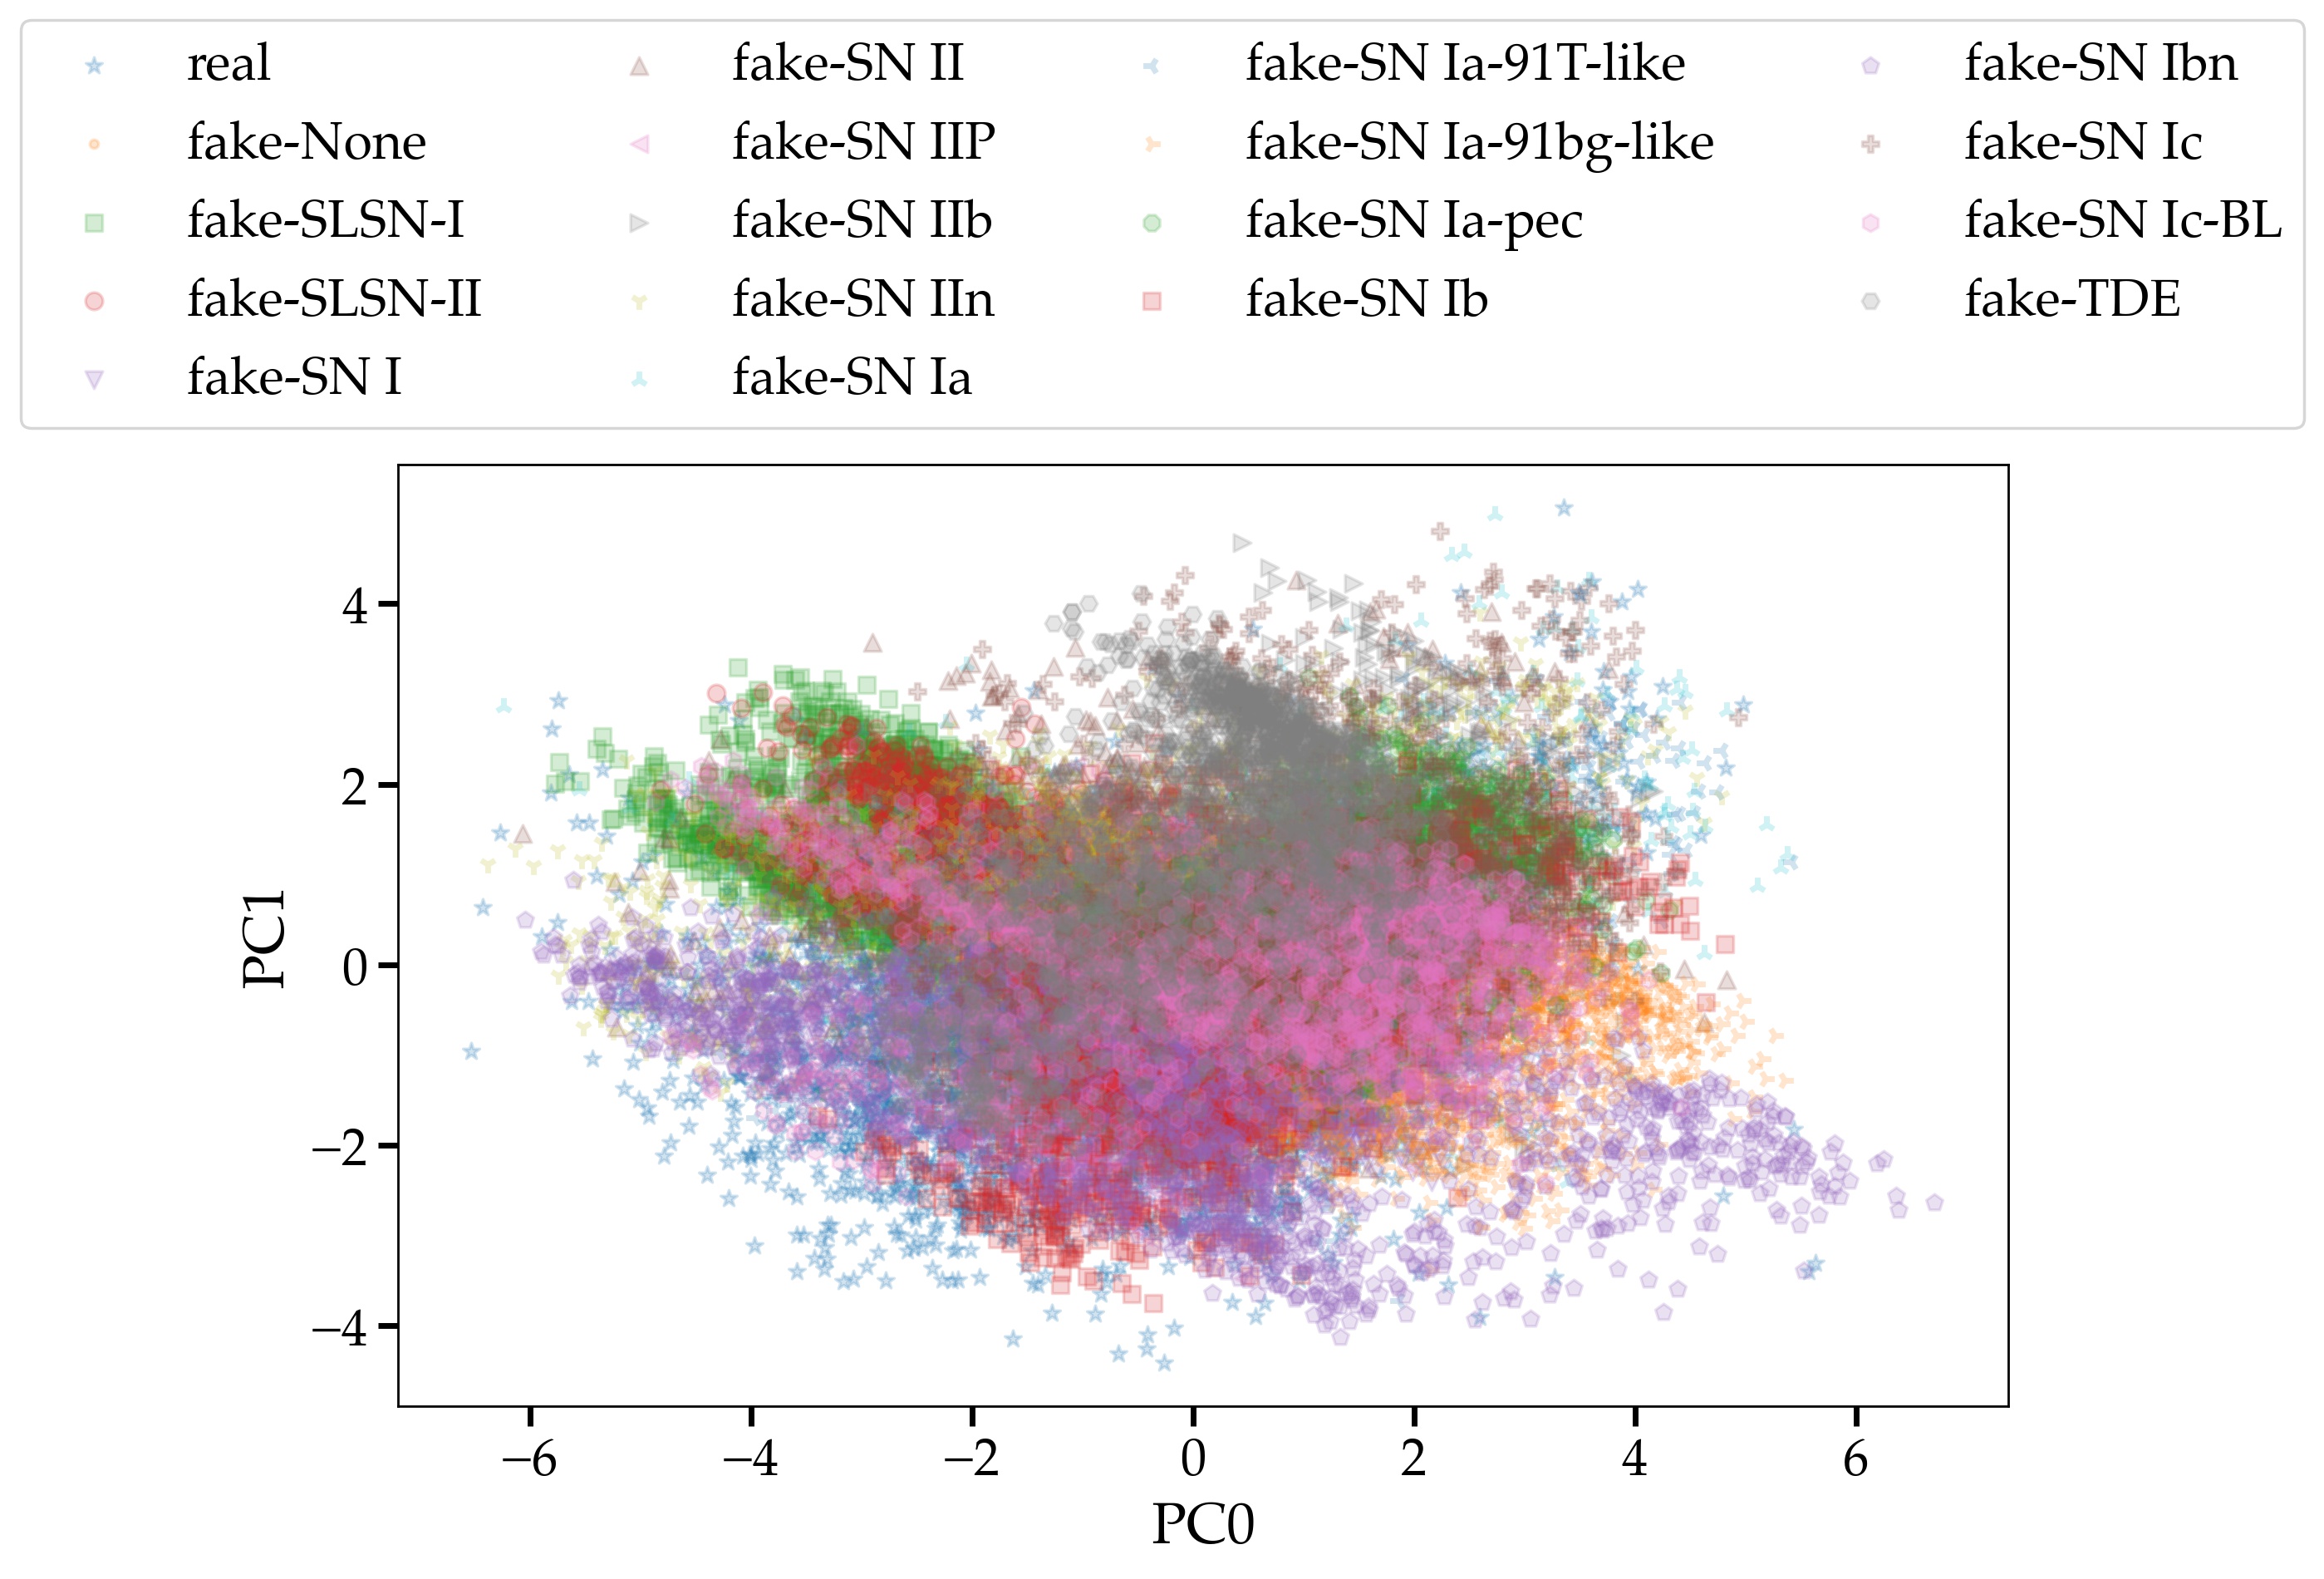 real
fake-None
fake-SLSN-I
fake-SLSN-II
fake-SN I
fake-SN II
fake-SN IIP
fake-SN IIb
fake-SN IIn
fake-SN Ia
fake-SN Ia-91T-like
fake-SN Ia-91bg-like
fake-SN Ia-pec
fake-SN Ib
fake-SN Ibn
fake-SN Ic
fake-SN Ic-BL
fake-TDE
PC1
4
2
0
−2
−4
−6 −4 −2 0 2 4 6
PC0